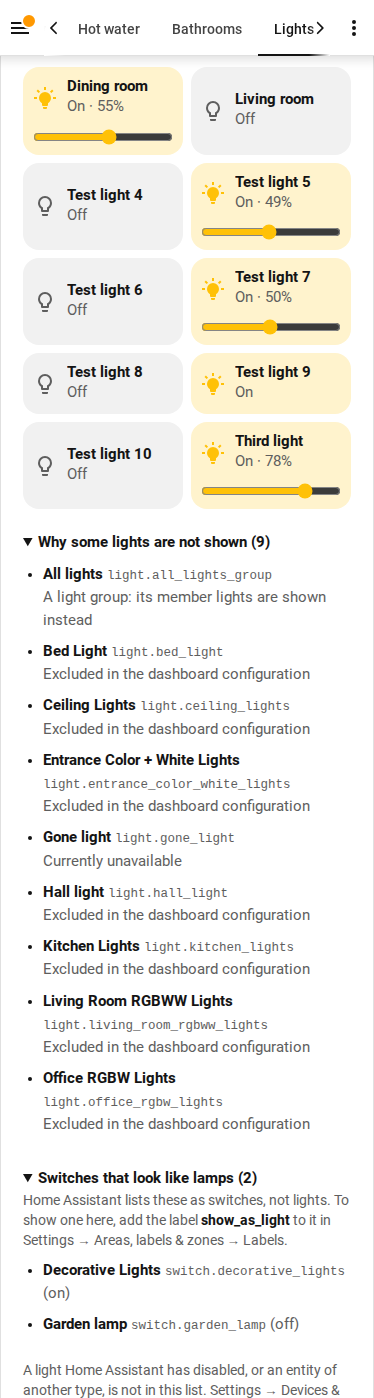 Hot water
Bathrooms
Lights
Dining room
On · 55%
Living room
Off
Test light 4
Off
Test light 5
On · 49%
Test light 6
Off
Test light 7
On · 50%
Test light 8
Off
Test light 9
On
Test light 10
Off
Third light
On · 78%
Why some lights are not shown (9)
All lights light.all_lights_group
A light group: its member lights are shown
instead
Bed Light light.bed_light
Excluded in the dashboard configuration
Ceiling Lights light.ceiling_lights
Excluded in the dashboard configuration
Entrance Color + White Lights
light.entrance_color_white_lights
Excluded in the dashboard configuration
Gone light light.gone_light
Currently unavailable
Hall light light.hall_light
Excluded in the dashboard configuration
Kitchen Lights light.kitchen_lights
Excluded in the dashboard configuration
Living Room RGBWW Lights
light.living_room_rgbww_lights
Excluded in the dashboard configuration
Office RGBW Lights
light.office_rgbw_lights
Excluded in the dashboard configuration
Switches that look like lamps (2)
Home Assistant lists these as switches, not lights. To
show one here, add the label show_as_light to it in
Settings → Areas, labels & zones → Labels.
Decorative Lights switch.decorative_lights
(on)
Garden lamp switch.garden_lamp (off)
A light Home Assistant has disabled, or an entity of
another type, is not in this list. Settings → Devices &